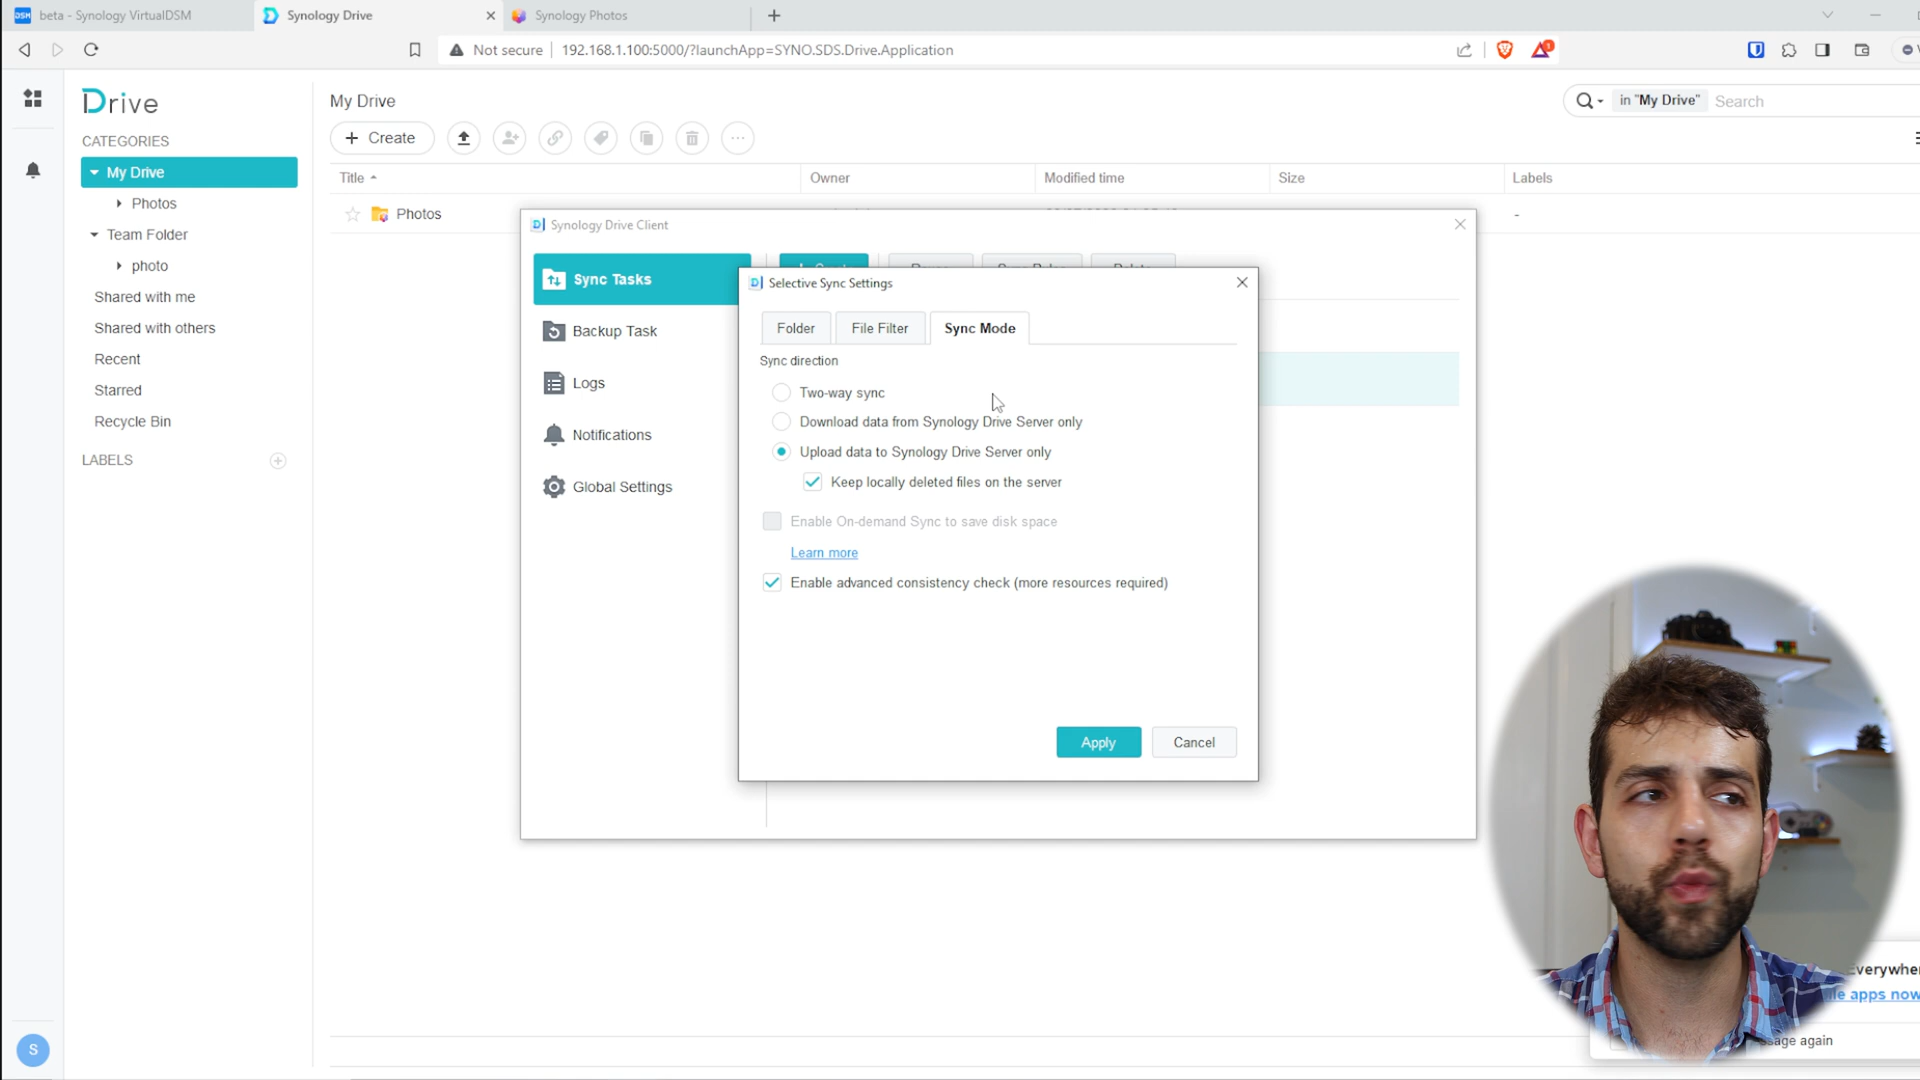 beta - Synology VirtualDSM
Synology Drive
Synology Photos
Not secure
192.168.1.100:5000/?launchApp=SYNO.SDS.Drive.Application
Drive
CATEGORIES
My Drive
Photos
Team Folder
photo
Shared with me
Shared with others
Recent
Starred
Recycle Bin
LABELS
S
My Drive
in "My Drive"
Search
Create
Title
Owner
Modified time
Size
Labels
Photos
-
Synology Drive Client
Sync Tasks
Backup Task
Logs
Notifications
Global Settings
Selective Sync Settings
Folder
File Filter
Sync Mode
Sync direction
Two-way sync
Download data from Synology Drive Server only
Upload data to Synology Drive Server only
Keep locally deleted files on the server
Enable On-demand Sync to save disk space
Learn more
Enable advanced consistency check (more resources required)
Apply
Cancel
apps now
again